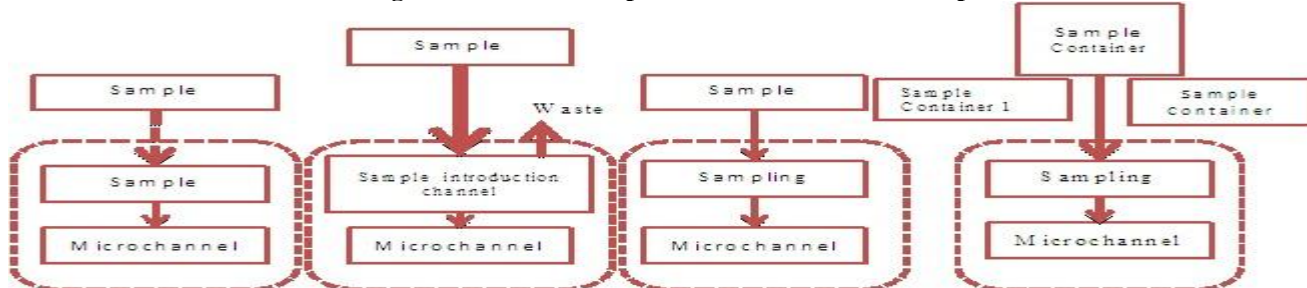 Sample
Sample
Microchannel
Sample
Waste
Sample introduction
channel
Microchannel
Sample
Sampling
Microchannel
Sample
Container 1
Sample
Container
Sample
Container
Sampling
Microchannel